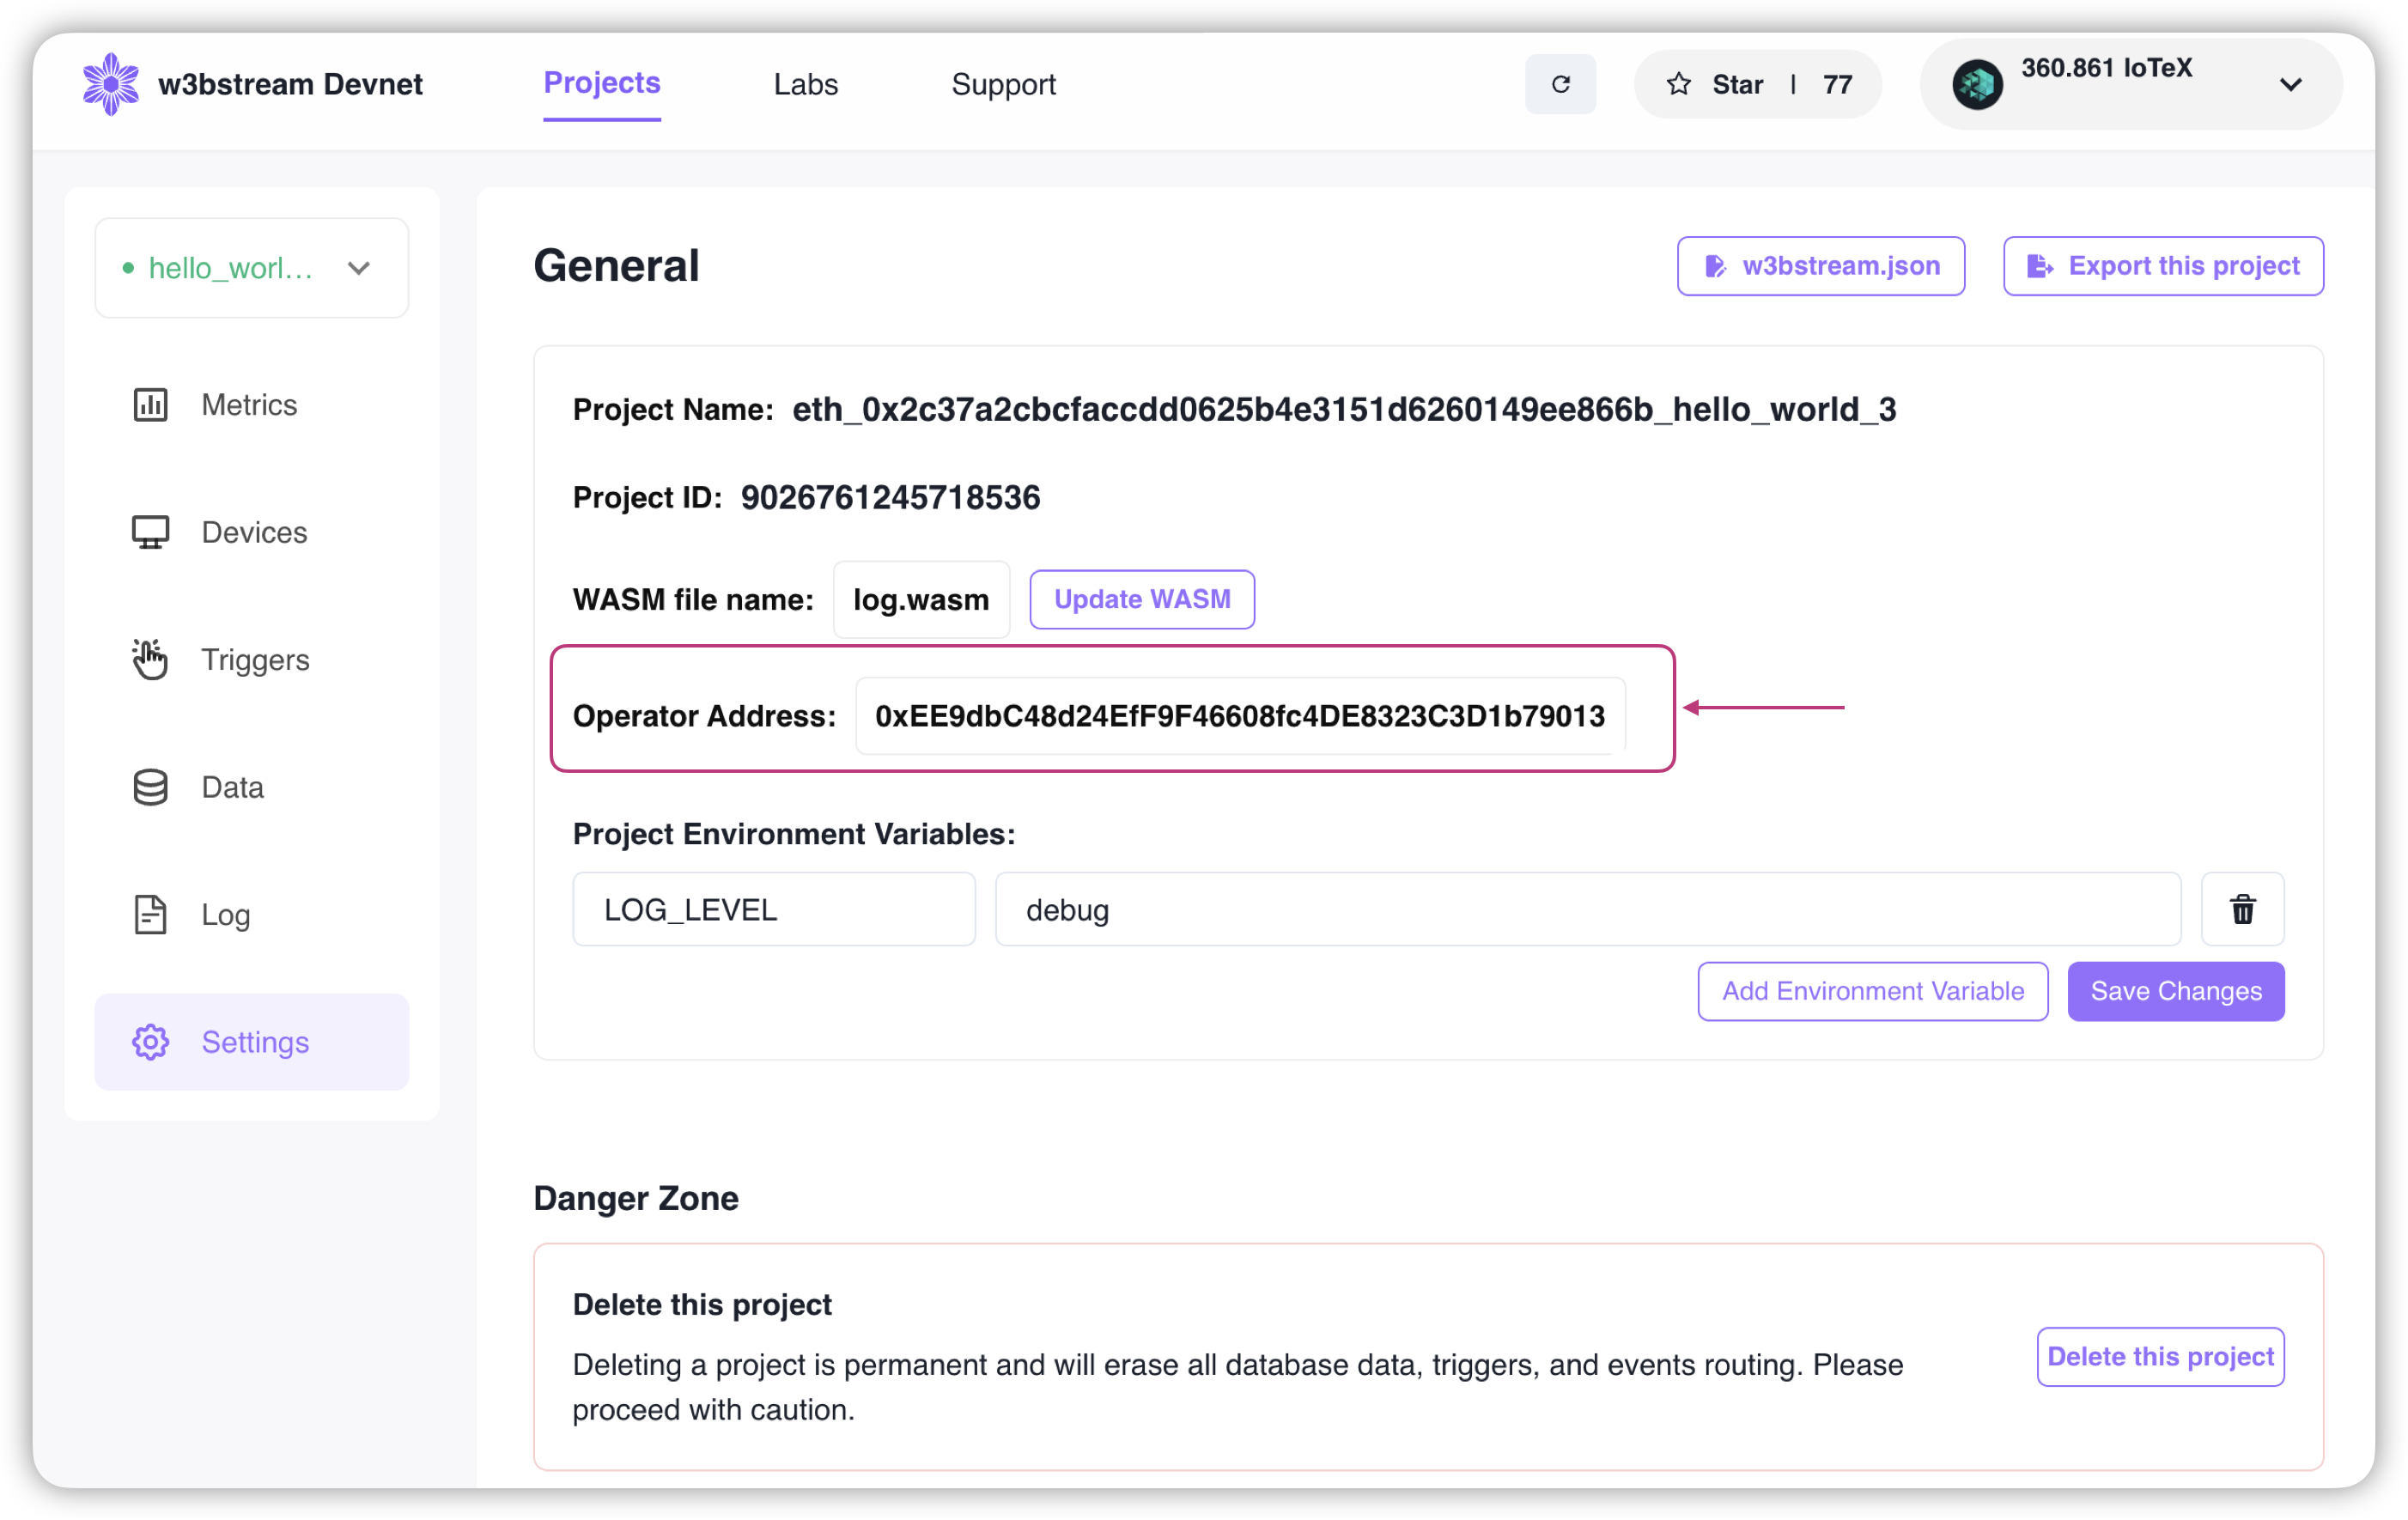 w3bstream Devnet
Projects
Labs
Support
Star | 77
360.861 IoTeX
hello_worl...
Metrics
Devices
Triggers
Data
Log
Settings
General
w3bstream.json
Export this project
Project Name: eth_0x2c37a2cbcfaccdd0625b4e3151d6260149ee866b_hello_world_3
Project ID: 9026761245718536
WASM file name: log.wasm Update WASM
Operator Address: 0xEE9dbC48d24EfF9F46608fc4DE8323C3D1b79013
Project Environment Variables:
LOG_LEVEL debug
Add Environment Variable
Save Changes
Danger Zone
Delete this project
Deleting a project is permanent and will erase all database data, triggers, and events routing. Please
proceed with caution.
Delete this project